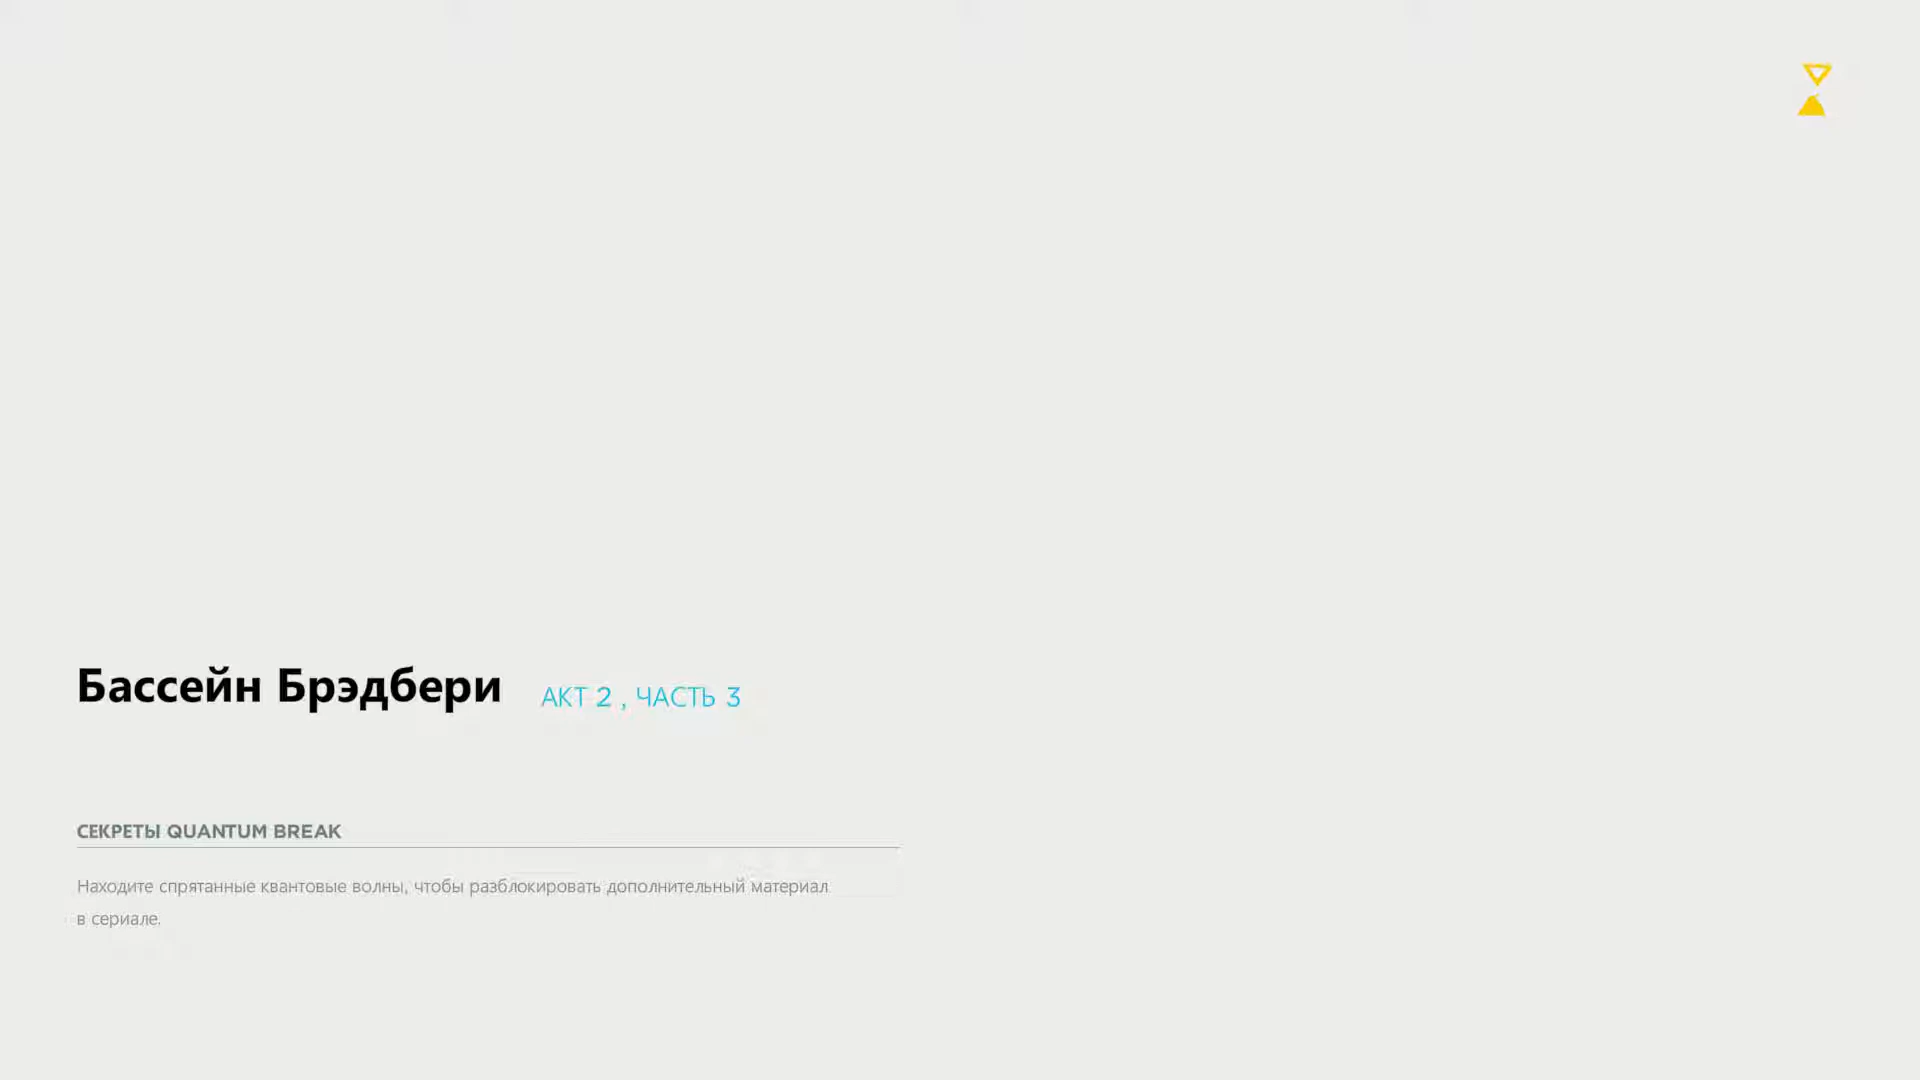 Бассейн Брэдбери АКТ 2 , ЧАСТЬ 3
СЕКРЕТЫ QUANTUM BREAK
Находите спрятанные квантовые волны, чтобы разблокировать дополнительный материал
в сериале.